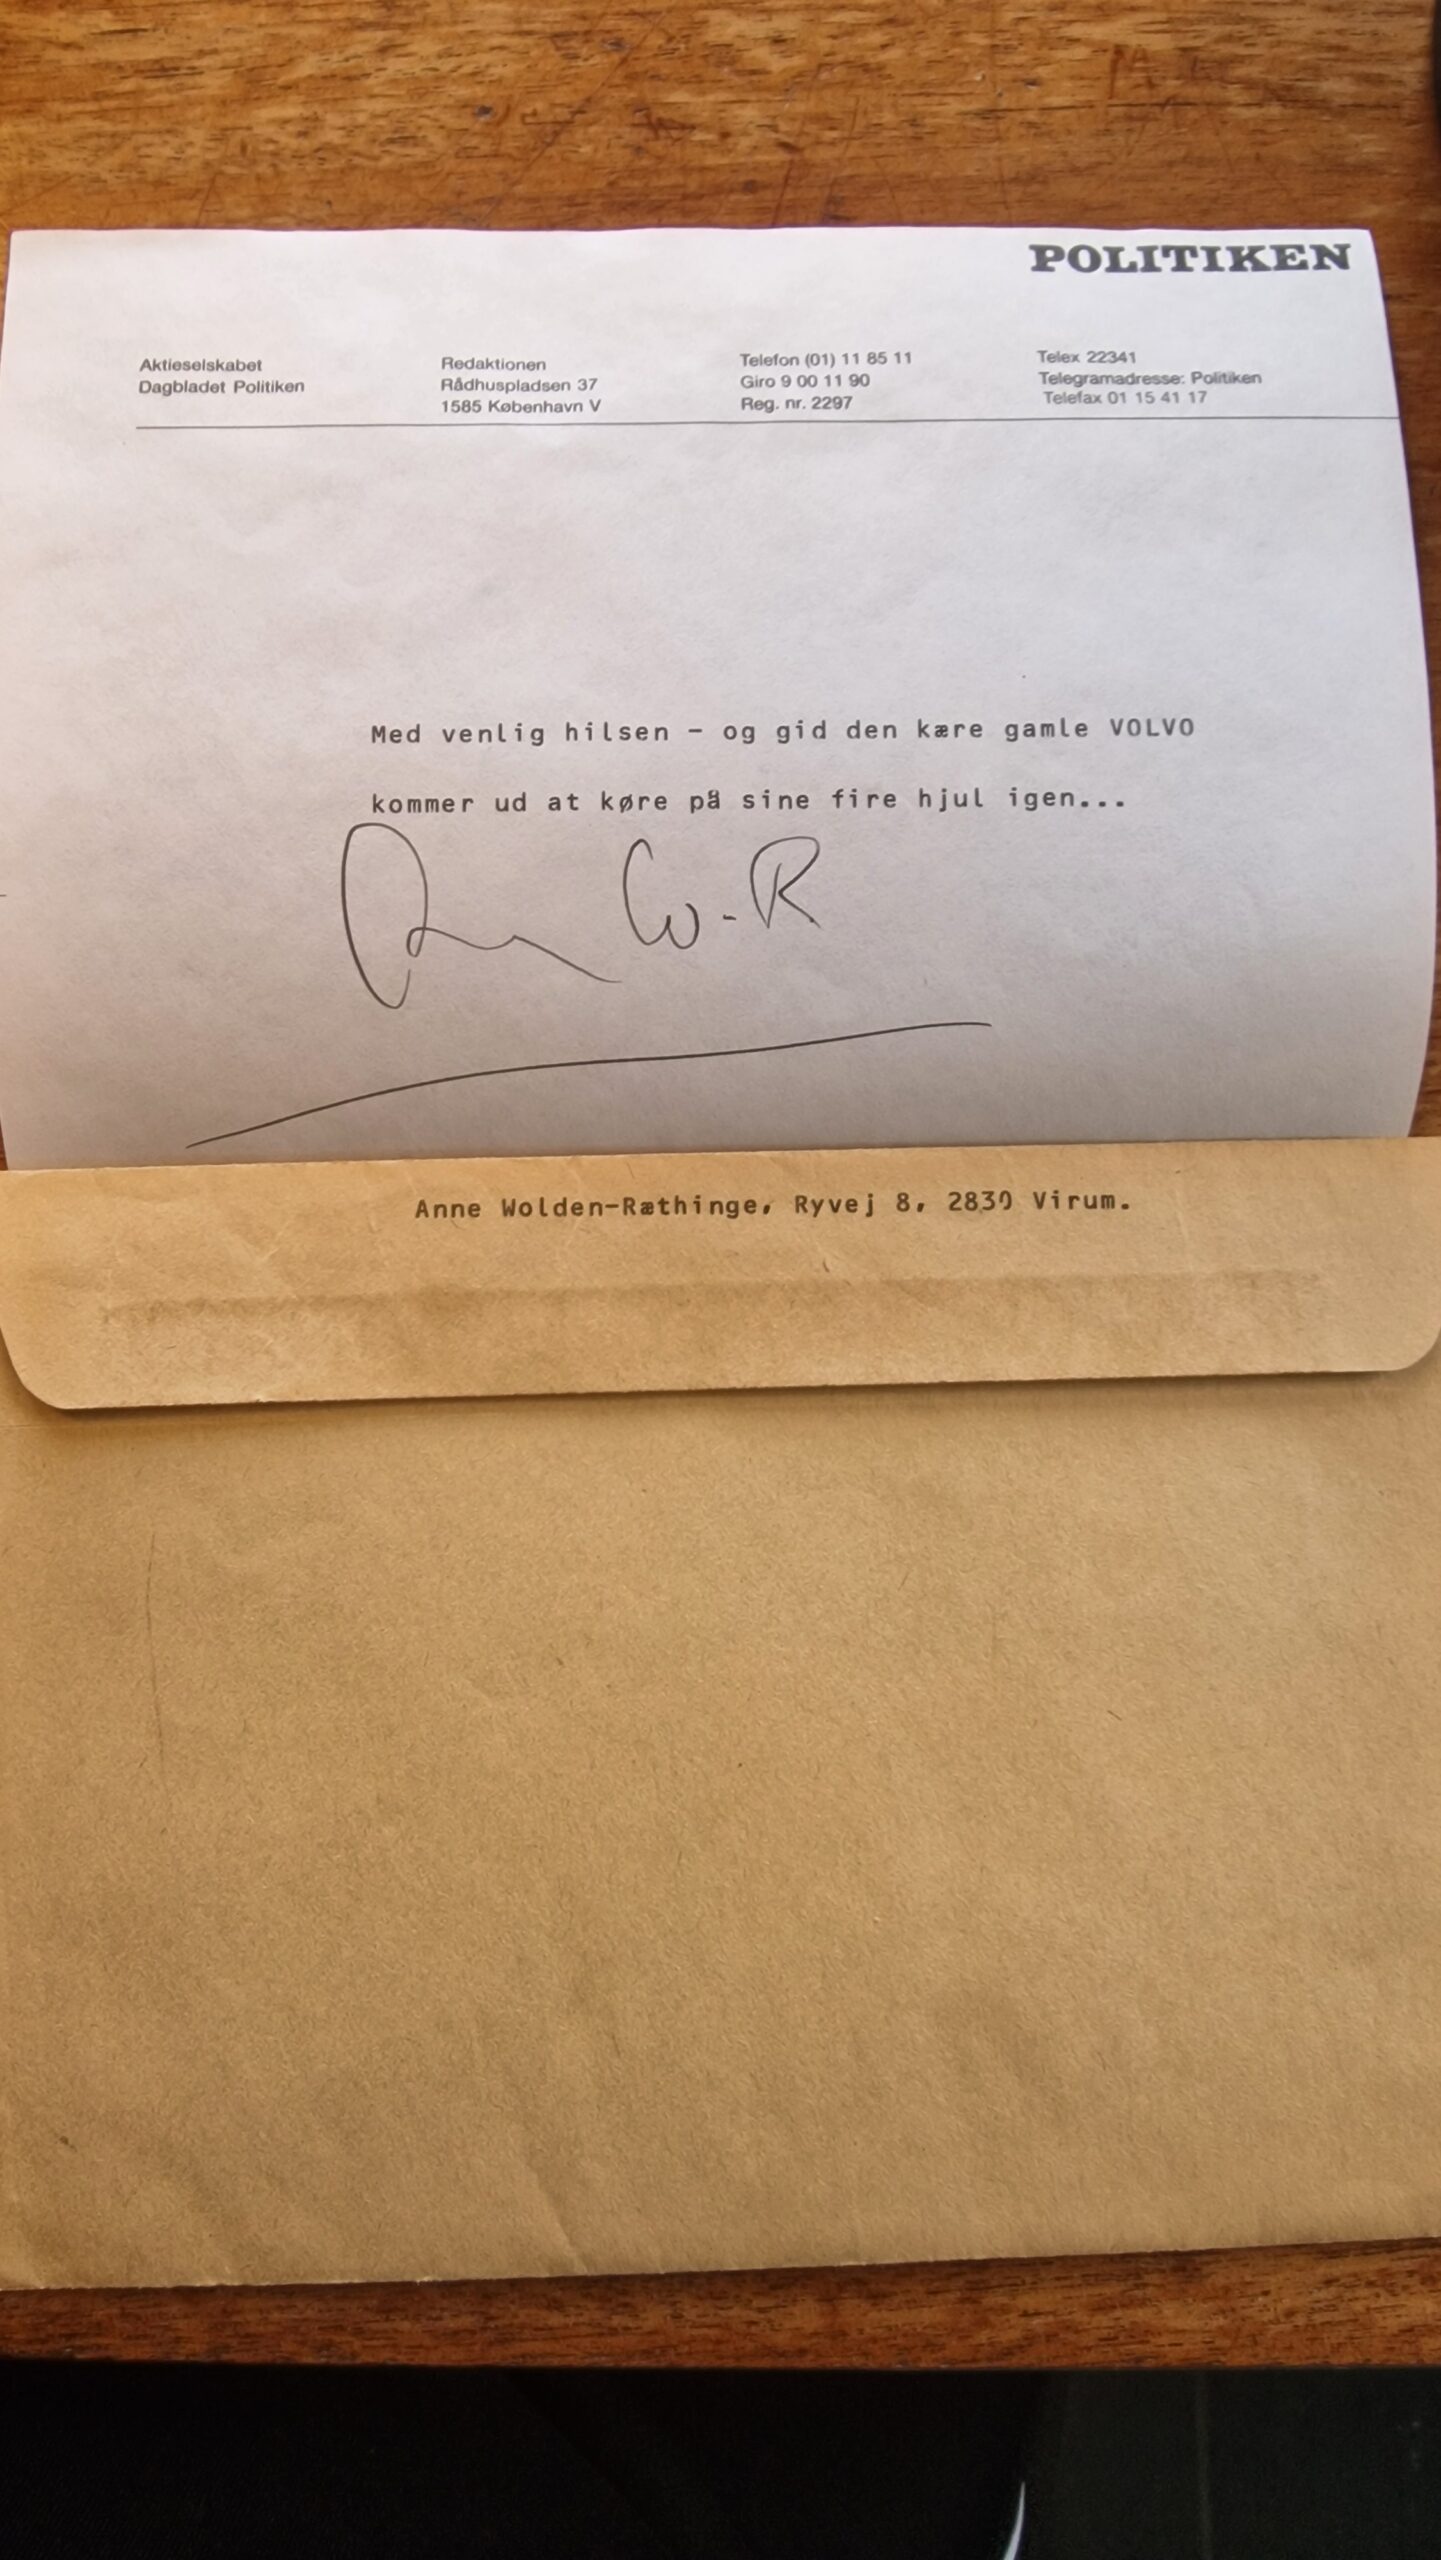 POLITIKEN
Aktieselskabet
Dagbladet Politiken
Redaktionen
Rådhuspladsen 37
1585 København V
Telefon (01) 11 85 11
Giro 9 00 11 90
Reg. nr. 2297
Telex 22341
Telegramadresse: Politiken
Telefax 01 15 41 17
Med venlig hilsen - og gid den kære gamle VOLVO
kommer ud at køre på sine fire hjul igen...
Anne W-R
Anne Wolden-Ræthinge, Ryvej 8, 2830 Virum.